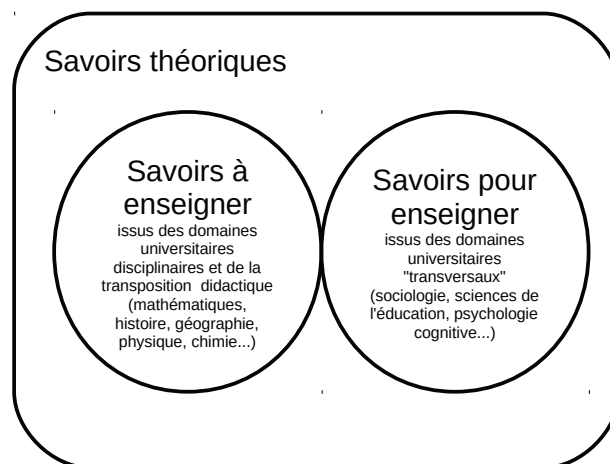 Savoirs théoriques
Savoirs à
enseigner
issus des domaines
universitaires
disciplinaires et de la
transposition didactique
(mathématiques,
histoire, géographie,
physique, chimie...)
Savoirs pour
enseigner
issus des domaines
universitaires
"transversaux"
(sociologie, sciences de
l'éducation, psychologie
cognitive...)